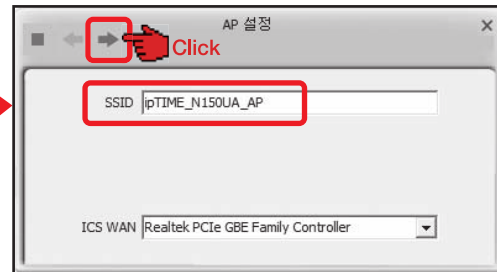 AP 설정
Click
SSID ipTIME_N150UA_AP
ICS WAN Realtek PCIe GBE Family Controller